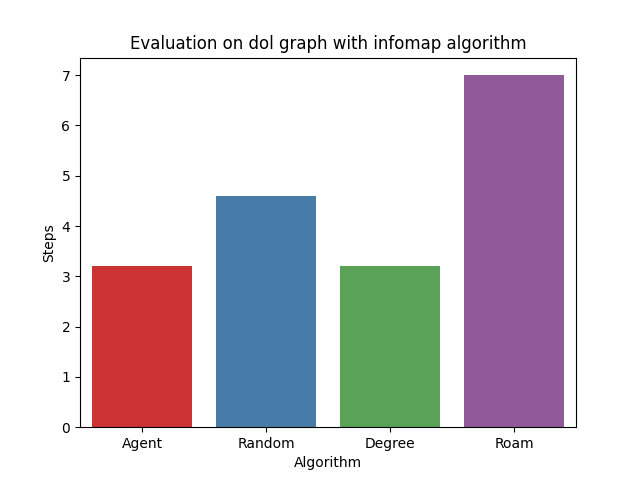 Evaluation on dol graph with infomap algorithm
7
6
5
4
3
2
1
0
Steps
Agent
Random
Degree
Roam
Algorithm